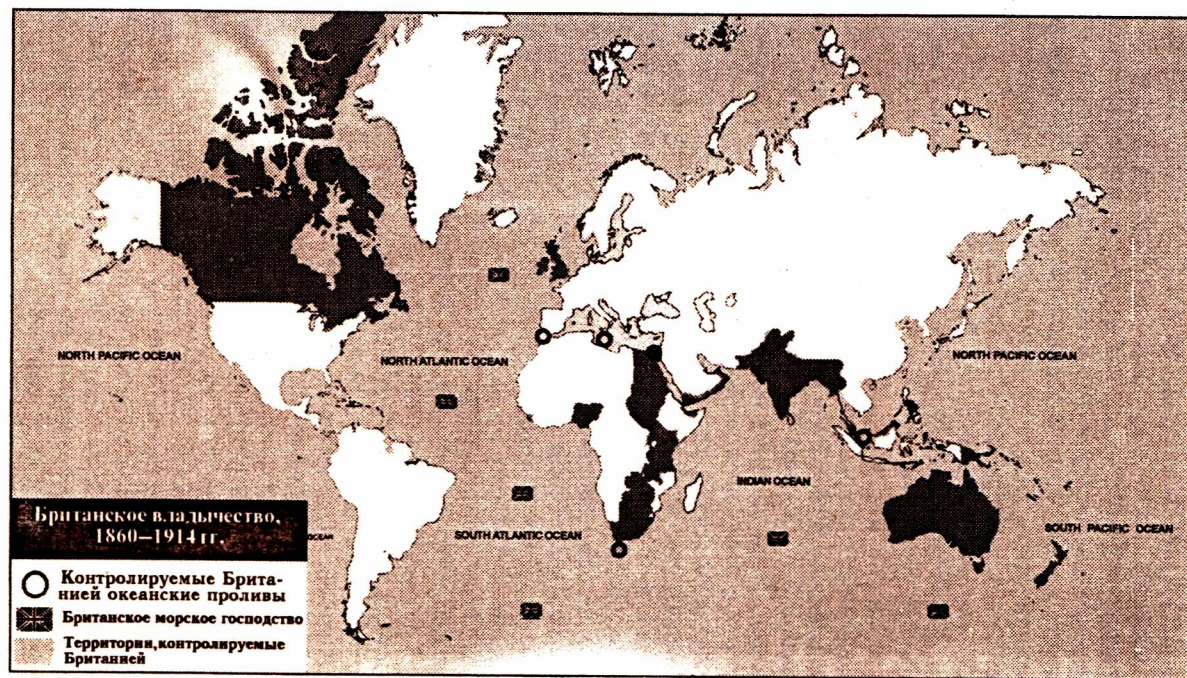 NORTH PACIFIC OCEAN
NORTH ATLANTIC OCEAN
NORTH PACIFIC OCEAN
INDIAN OCEAN
SOUTH ATLANTIC OCEAN
SOUTH PACIFIC OCEAN
OCEAN
Британское владычество,
1860—1914 гг.
Контролируемые Брита-
нией океанские проливы
Британское морское господство
Территории,контролируемые
Британией